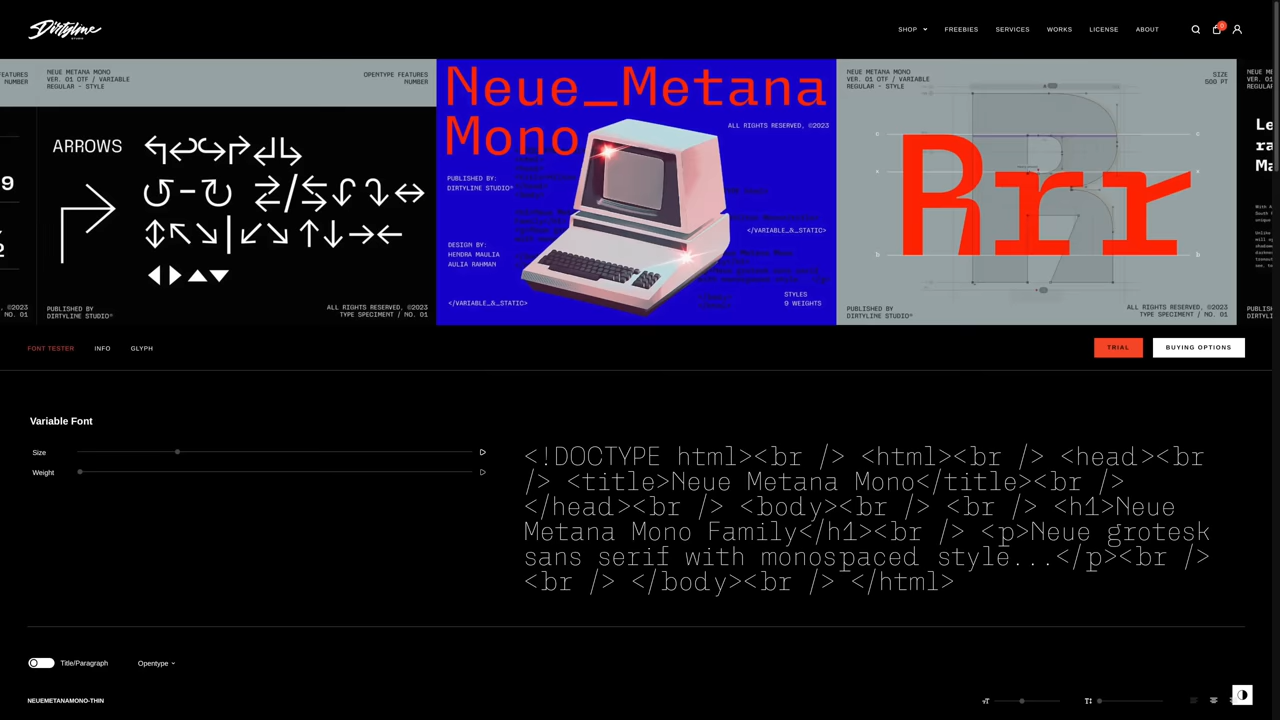 Dirtyline
STUDIO
SHOP
FREEBIES
SERVICES
WORKS
LICENSE
ABOUT
0
FEATURES
NUMBER
9
©2023
NO. 01
NEUE METANA MONO
VER. 01 OTF / VARIABLE
REGULAR - STYLE
OPENTYPE FEATURES
NUMBER
ARROWS
PUBLISHED BY
DIRTYLINE STUDIO®
ALL RIGHTS RESERVED, ©2023
TYPE SPECIMENT / NO. 01
Neue_Metana
Mono
ALL RIGHTS RESERVED, ©2023
PUBLISHED BY:
DIRTYLINE STUDIO®
</VARIABLE_&_STATIC>
DESIGN BY:
HENDRA MAULIA
AULIA RAHMAN
</VARIABLE_&_STATIC>
STYLES
9 WEIGHTS
NEUE METANA MONO
VER. 01 OTF / VARIABLE
REGULAR - STYLE
SIZE
500 PT
Rrr
PUBLISHED BY
DIRTYLINE STUDIO®
ALL RIGHTS RESERVED, ©2023
TYPE SPECIMENT / NO. 01
FONT TESTER
INFO
GLYPH
TRIAL
BUYING OPTIONS
Variable Font
Size
Weight
<!DOCTYPE html><br /> <html><br /> <head><br
/> <title>Neue Metana Mono</title><br />
</head><br /> <body><br /> <br /> <h1>Neue
Metana Mono Family</h1><br /> <p>Neue grotesk
sans serif with monospaced style...</p><br />
<br /> </body><br /> </html>
Title/Paragraph
Opentype
NEUEMETANAMONO-THIN